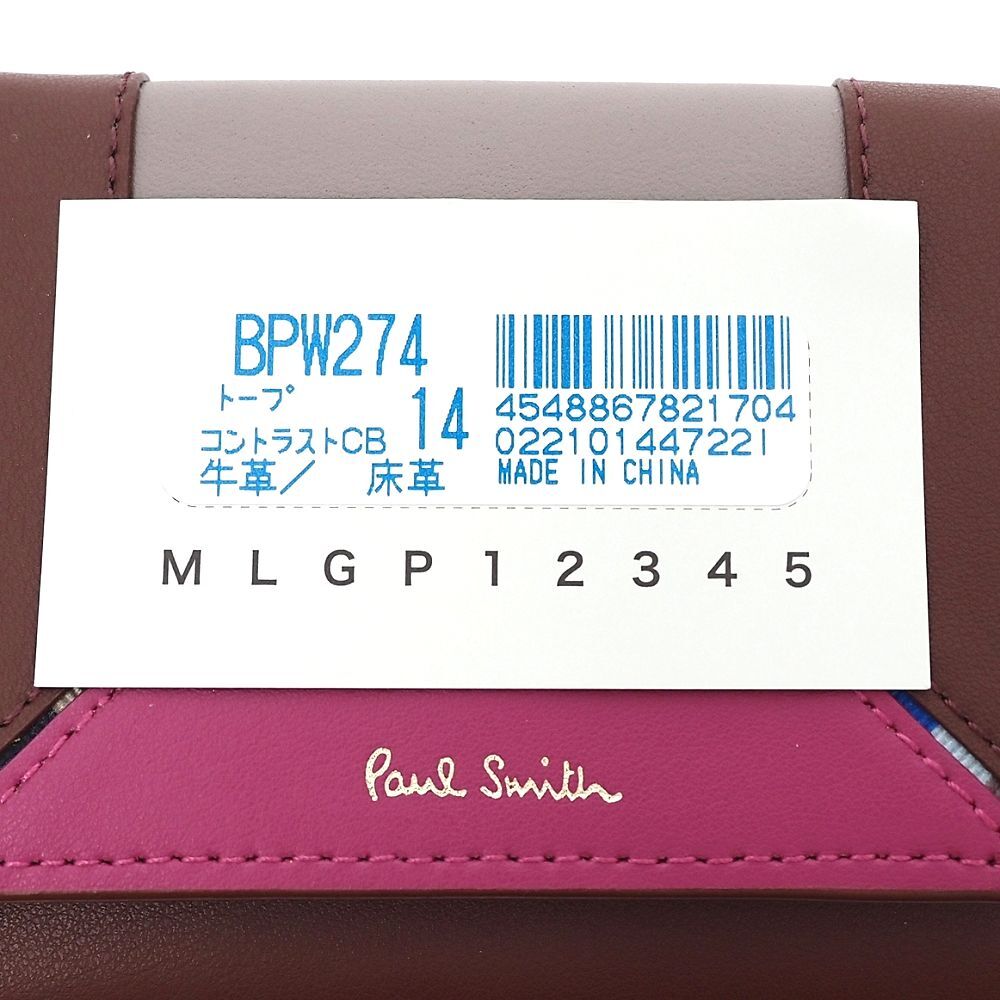 BPW274
トープ
コントラストCB 14
牛革/ 床革
4548867821704
022101447221
MADE IN CHINA
M L G P 1 2 3 4 5
Paul Smith